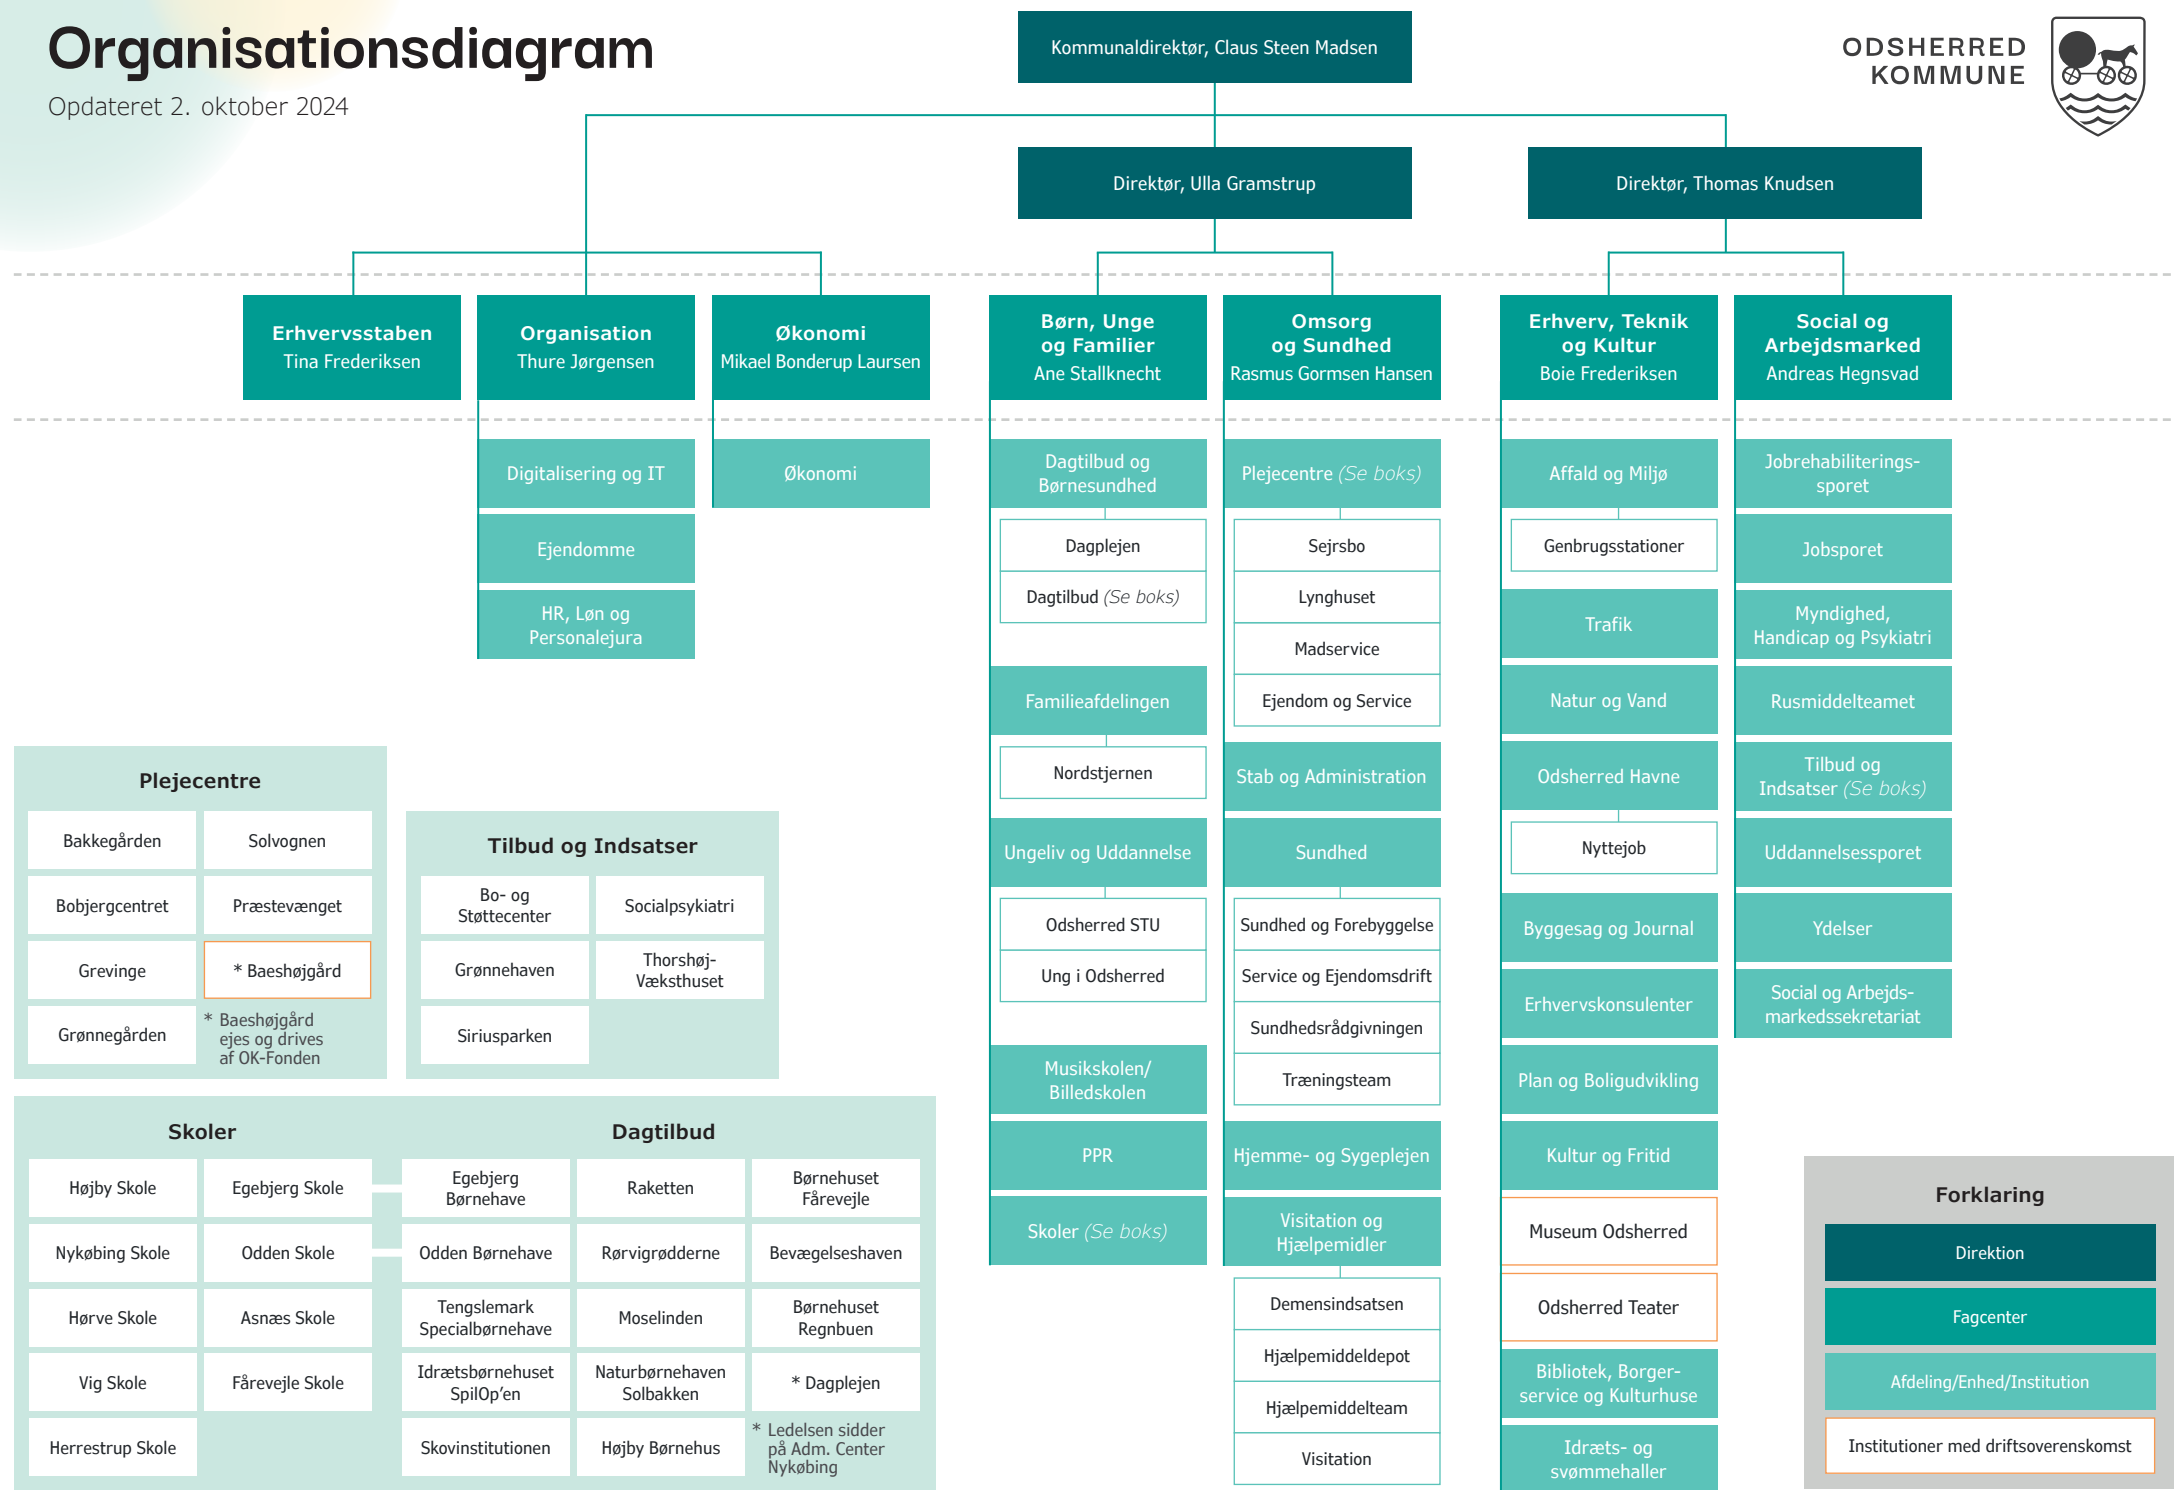 Organisationsdiagram
Opdateret 2. oktober 2024
ODSHERRED
KOMMUNE
Kommunaldirektør, Claus Steen Madsen
Direktør, Ulla Gramstrup
Direktør, Thomas Knudsen
Erhvervsstaben
Tina Frederiksen
Organisation
Thure Jørgensen
Digitalisering og IT
Ejendomme
HR, Løn og
Personalejura
Økonomi
Mikael Bonderup Laursen
Økonomi
Børn, Unge
og Familier
Ane Stallknecht
Dagtilbud og
Børnesundhed
Dagplejen
Dagtilbud (Se boks)
Familieafdelingen
Nordstjernen
Ungeliv og Uddannelse
Odsherred STU
Ung i Odsherred
Musikskolen/
Billedskolen
PPR
Skoler (Se boks)
Omsorg
og Sundhed
Rasmus Gormsen Hansen
Plejecentre (Se boks)
Sejrsbo
Lynghuset
Madservice
Ejendom og Service
Stab og Administration
Sundhed
Sundhed og Forebyggelse
Service og Ejendomsdrift
Sundhedsrådgivningen
Træningsteam
Hjemme- og Sygeplejen
Visitation og
Hjælpemidler
Demensindsatsen
Hjælpemiddeldepot
Hjælpemiddelteam
Visitation
Erhverv, Teknik
og Kultur
Boie Frederiksen
Affald og Miljø
Genbrugsstationer
Trafik
Natur og Vand
Odsherred Havne
Nyttejob
Byggesag og Journal
Erhvervskonsulenter
Plan og Boligudvikling
Kultur og Fritid
Museum Odsherred
Odsherred Teater
Bibliotek, Borger-
service og Kulturhuse
Idræts- og
svømmehaller
Social og
Arbejdsmarked
Andreas Hegnsvad
Jobrehabiliterings-
sporet
Jobsporet
Myndighed,
Handicap og Psykiatri
Rusmiddelteamet
Tilbud og
Indsatser (Se boks)
Uddannelsessporet
Ydelser
Social og Arbejds-
markedssekretariat
Plejecentre
Bakkegården
Solvognen
Bobjergcentret
Præstevænget
Grevinge
* Baeshøjgård
Grønnegården
* Baeshøjgård
ejes og drives
af OK-Fonden
Tilbud og Indsatser
Bo- og
Støttecenter
Socialpsykiatri
Grønnehaven
Thorshøj-
Væksthuset
Siriusparken
Skoler
Højby Skole
Egebjerg Skole
Nykøbing Skole
Odden Skole
Hørve Skole
Asnæs Skole
Vig Skole
Fårevejle Skole
Herrestrup Skole
Dagtilbud
Egebjerg
Børnehave
Raketten
Børnehuset
Fårevejle
Odden Børnehave
Rørvigrødderne
Bevægelseshaven
Tengslemark
Specialbørnehave
Moselinden
Børnehuset
Regnbuen
Idrætsbørnehuset
SpilOp’en
Naturbørnehaven
Solbakken
* Dagplejen
Skovinstitutionen
Højby Børnehus
* Ledelsen sidder
på Adm. Center
Nykøbing
Forklaring
Direktion
Fagcenter
Afdeling/Enhed/Institution
Institutioner med driftsoverenskomst